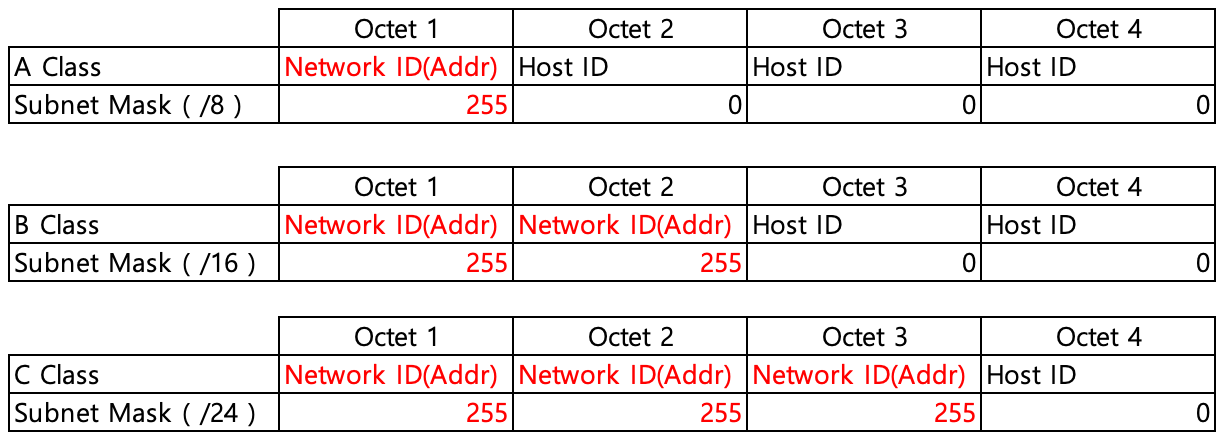 Octet 1 Octet 2 Octet 3 Octet 4
A Class Network ID(Addr) Host ID Host ID Host ID
Subnet Mask ( /8 ) 255 0 0 0
Octet 1 Octet 2 Octet 3 Octet 4
B Class Network ID(Addr) Network ID(Addr) Host ID Host ID
Subnet Mask ( /16 ) 255 255 0 0
Octet 1 Octet 2 Octet 3 Octet 4
C Class Network ID(Addr) Network ID(Addr) Network ID(Addr) Host ID
Subnet Mask ( /24 ) 255 255 255 0